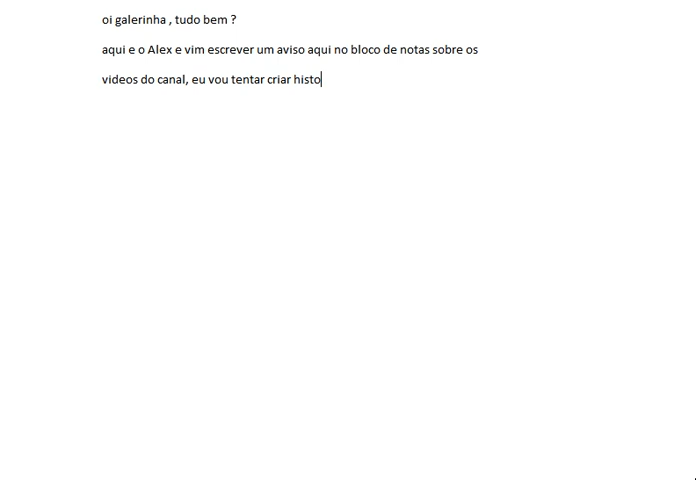 oi galerinha , tudo bem ?
aqui e o Alex e vim escrever um aviso aqui no bloco de notas sobre os
videos do canal, eu vou tentar criar histo